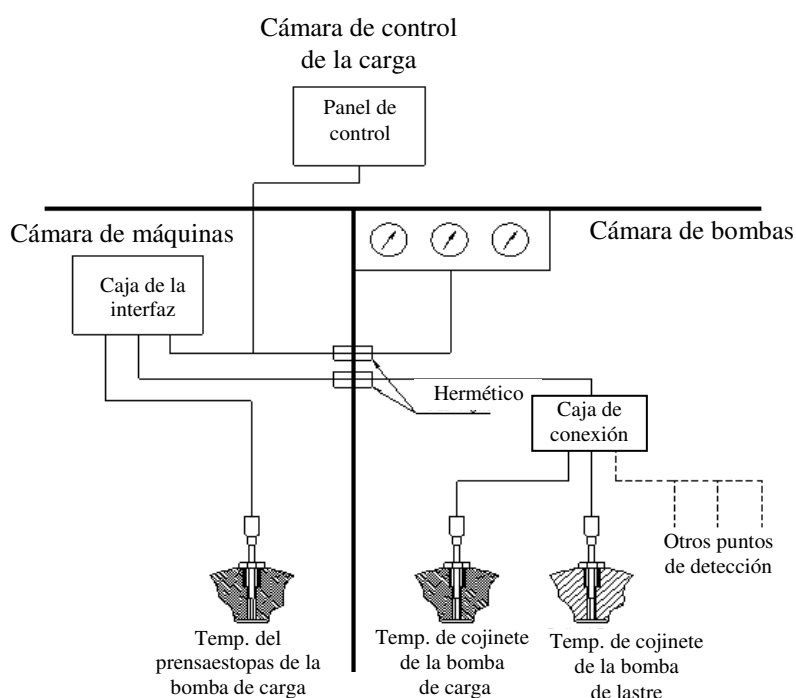 Cámara de control
de la carga
Panel de
control
Cámara de máquinas
Cámara de bombas
Caja de la
interfaz
Hermético
Caja de
conexión
Otros puntos
de detección
Temp. del
prensaestopas de la
bomba de carga
Temp. de cojinete
de la bomba
de carga
Temp. de cojinete
de la bomba
de lastre